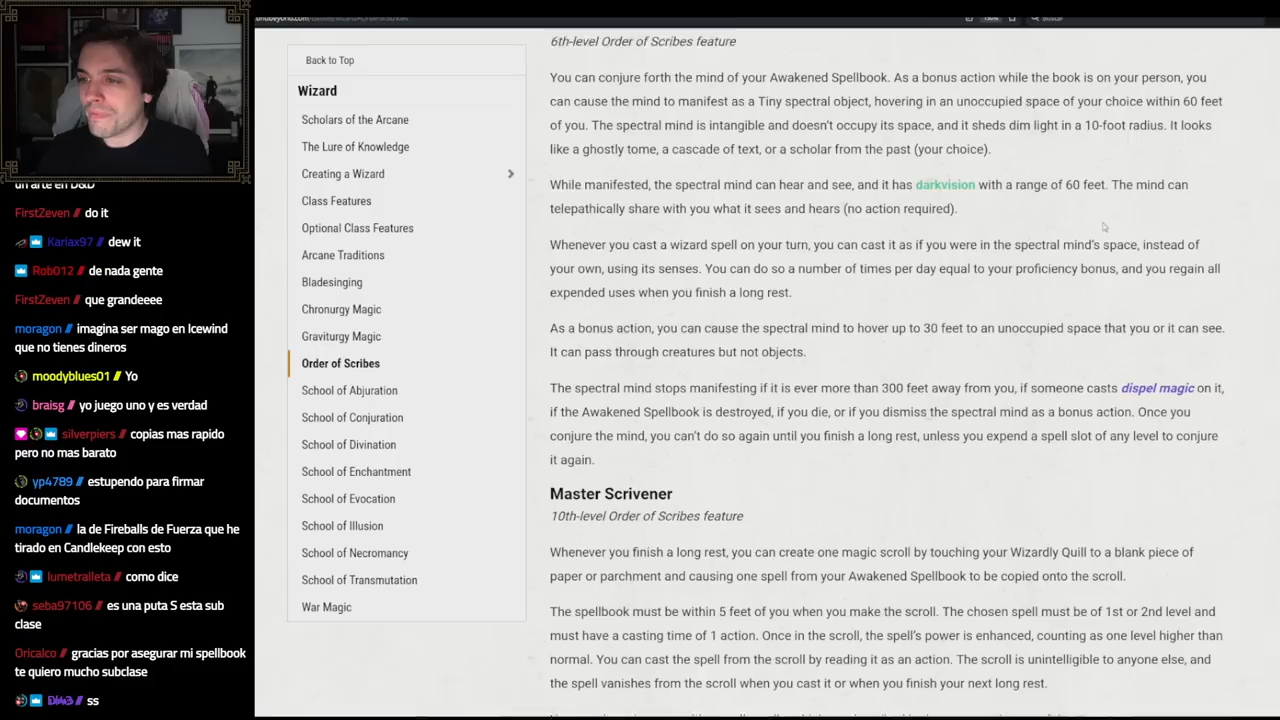 un arte en D&D
FirstZeven // do it
Kariax97 // dew it
Rob012 // de nada gente
FirstZeven // que grandeeee
moragon // imagina ser mago en Icewind
que no tienes dineros
moodyblues01 // Yo
braisg // yo juego uno y es verdad
silverpiers // copias mas rapido
pero no mas barato
yp4789 // estupendo para firmar
documentos
moragon // la de Fireballs de Fuerza que he
tirado en Candlekeep con esto
lumetralleta // como dice
seba97106 // es una puta S esta sub
clase
Oricalco // gracias por asegurar mi spellbook
te quiero mucho subclase
// ss
Back to Top
Wizard
Scholars of the Arcane
The Lure of Knowledge
Creating a Wizard
Class Features
Optional Class Features
Arcane Traditions
Bladesinging
Chronurgy Magic
Graviturgy Magic
Order of Scribes
School of Abjuration
School of Conjuration
School of Divination
School of Enchantment
School of Evocation
School of Illusion
School of Necromancy
School of Transmutation
War Magic
6th-level Order of Scribes feature
You can conjure forth the mind of your Awakened Spellbook. As a bonus action while the book is on your person, you
can cause the mind to manifest as a Tiny spectral object, hovering in an unoccupied space of your choice within 60 feet
of you. The spectral mind is intangible and doesn't occupy its space, and it sheds dim light in a 10-foot radius. It looks
like a ghostly tome, a cascade of text, or a scholar from the past (your choice).
While manifested, the spectral mind can hear and see, and it has darkvision with a range of 60 feet. The mind can
telepathically share with you what it sees and hears (no action required).
Whenever you cast a wizard spell on your turn, you can cast it as if you were in the spectral mind's space, instead of
your own, using its senses. You can do so a number of times per day equal to your proficiency bonus, and you regain all
expended uses when you finish a long rest.
As a bonus action, you can cause the spectral mind to hover up to 30 feet to an unoccupied space that you or it can see.
It can pass through creatures but not objects.
The spectral mind stops manifesting if it is ever more than 300 feet away from you, if someone casts dispel magic on it,
if the Awakened Spellbook is destroyed, if you die, or if you dismiss the spectral mind as a bonus action. Once you
conjure the mind, you can't do so again until you finish a long rest, unless you expend a spell slot of any level to conjure
it again.
Master Scrivener
10th-level Order of Scribes feature
Whenever you finish a long rest, you can create one magic scroll by touching your Wizardly Quill to a blank piece of
paper or parchment and causing one spell from your Awakened Spellbook to be copied onto the scroll.
The spellbook must be within 5 feet of you when you make the scroll. The chosen spell must be of 1st or 2nd level and
must have a casting time of 1 action. Once in the scroll, the spell's power is enhanced, counting as one level higher than
normal. You can cast the spell from the scroll by reading it as an action. The scroll is unintelligible to anyone else, and
the spell vanishes from the scroll when you cast it or when you finish your next long rest.